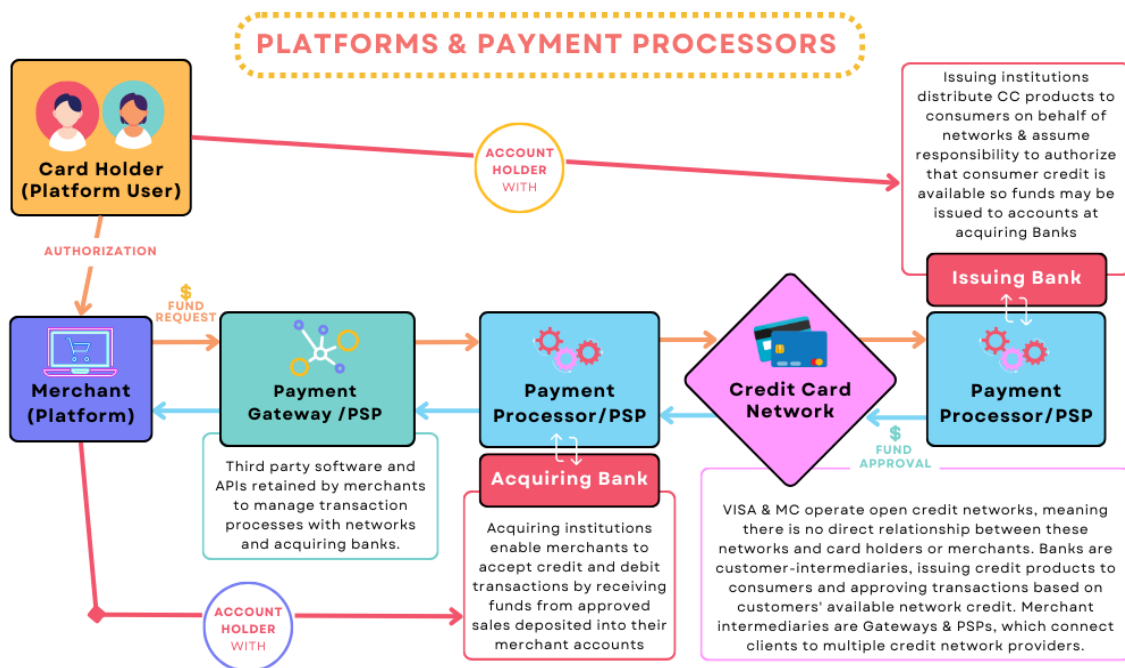 PLATFORMS & PAYMENT PROCESSORS
Card Holder
(Platform User)
ACCOUNT
HOLDER
WITH
Issuing institutions
distribute CC products to
consumers on behalf of
networks & assume
responsibility to authorize
that consumer credit is
available so funds may be
issued to accounts at
acquiring Banks
Issuing Bank
AUTHORIZATION
$
FUND
REQUEST
Merchant
(Platform)
Payment
Gateway /PSP
Payment
Processor/PSP
Credit Card
Network
Payment
Processor/PSP
$
FUND
APPROVAL
Third party software and
APIs retained by merchants
to manage transaction
processes with networks
and acquiring banks.
Acquiring Bank
Acquiring institutions
enable merchants to
accept credit and debit
transactions by receiving
funds from approved
sales deposited into their
merchant accounts
VISA & MC operate open credit networks, meaning
there is no direct relationship between these
networks and card holders or merchants. Banks are
customer-intermediaries, issuing credit products to
consumers and approving transactions based on
customers' available network credit. Merchant
intermediaries are Gateways & PSPs, which connect
clients to multiple credit network providers.
ACCOUNT
HOLDER
WITH